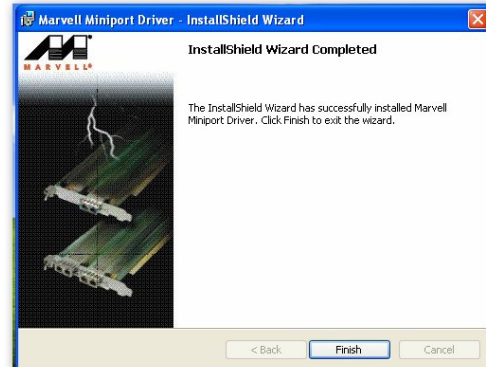 Marvell Miniport Driver - InstallShield Wizard
MARVELL®
InstallShield Wizard Completed
The InstallShield Wizard has successfully installed Marvell
Miniport Driver. Click Finish to exit the wizard.
< Back
Finish
Cancel